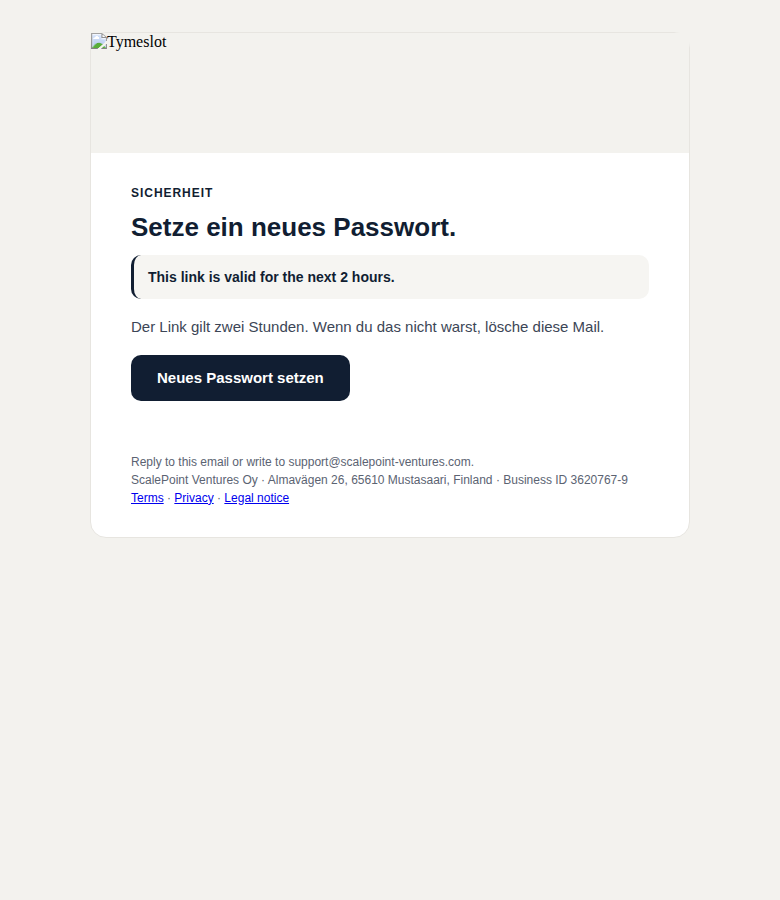 Tymeslot
SICHERHEIT
Setze ein neues Passwort.
This link is valid for the next 2 hours.
Der Link gilt zwei Stunden. Wenn du das nicht warst, lösche diese Mail.
Neues Passwort setzen
Reply to this email or write to support@scalepoint-ventures.com.
ScalePoint Ventures Oy · Almavägen 26, 65610 Mustasaari, Finland · Business ID 3620767-9
Terms · Privacy · Legal notice